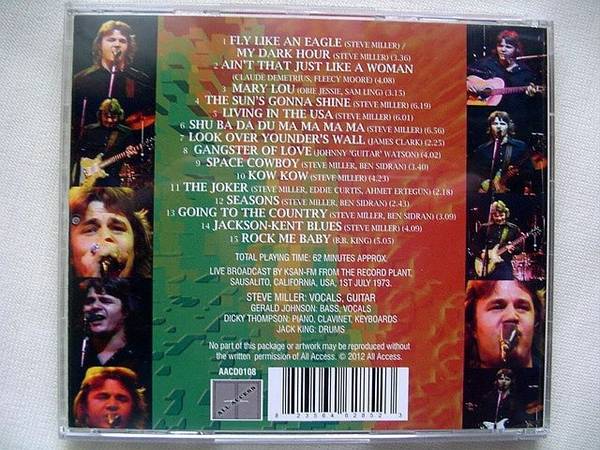 1 FLY LIKE AN EAGLE (STEVE MILLER) /
MY DARK HOUR (STEVE MILLER) (3.36)
2 AIN'T THAT JUST LIKE A WOMAN
(CLAUDE DEMETRIUS, FLEECY MOORE) (4.08)
3 MARY LOU (OBIE JESSIE, SAM LING) (3.15)
4 THE SUN'S GONNA SHINE (STEVE MILLER) (6.19)
5 LIVING IN THE USA (STEVE MILLER) (6.01)
6 SHU BA DA DU MA MA MA MA (STEVE MILLER) (6.56)
7 LOOK OVER YOUNDER'S WALL (JAMES CLARK) (2.25)
8 GANGSTER OF LOVE (JOHNNY 'GUITAR' WATSON) (4.02)
9 SPACE COWBOY (STEVE MILLER, BEN SIDRAN) (3.40)
10 KOW KOW (STEVE MILLER) (4.23)
11 THE JOKER (STEVE MILLER, EDDIE CURTIS, AHMET ERTEGUN) (2.18)
12 SEASONS (STEVE MILLER, BEN SIDRAN) (2.43)
13 GOING TO THE COUNTRY (STEVE MILLER, BEN SIDRAN) (3.09)
14 JACKSON-KENT BLUES (STEVE MILLER) (4.09)
15 ROCK ME BABY (B.B. KING) (5.05)
TOTAL PLAYING TIME: 62 MINUTES APPROX.
LIVE BROADCAST BY KSAN-FM FROM THE RECORD PLANT.
SAUSALITO, CALIFORNIA, USA, 1ST JULY 1973.
STEVE MILLER: VOCALS, GUITAR
GERALD JOHNSON: BASS, VOCALS
DICKY THOMPSON: PIANO, CLAVINET, KEYBOARDS
JACK KING: DRUMS
No part of this package or artwork may be reproduced without
the written permission of All Access. © 2012 All Access.
AACD0108
ALL ACCESS
8 23564 02852 3